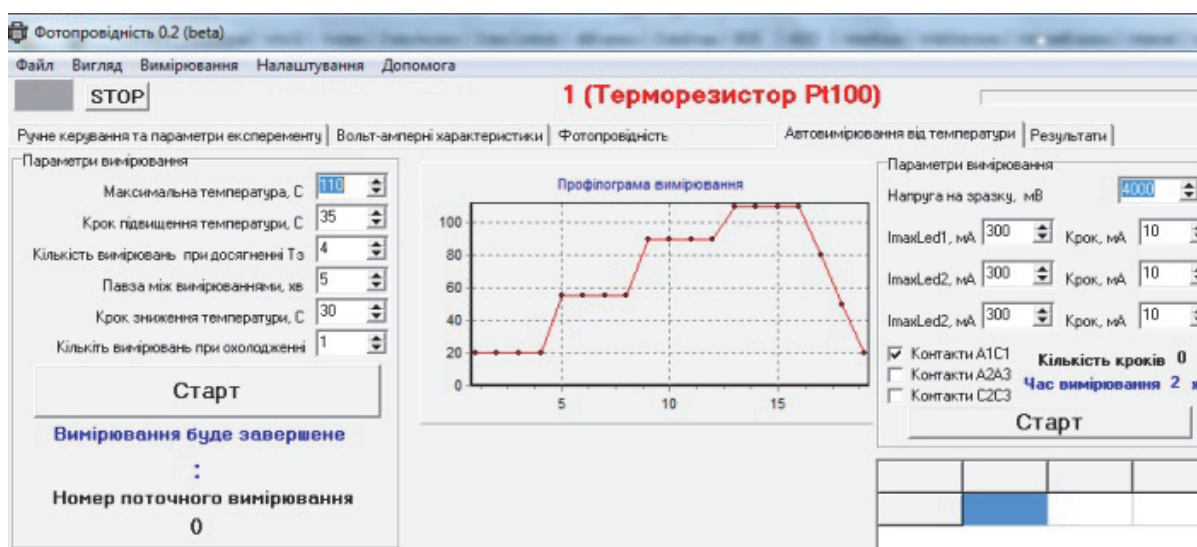 Фотопровідність 0.2 (beta)
Файл Вигляд Вимірювання Налаштування Допомога
STOP
1 (Терморезистор Pt100)
Ручне керування та параметри експеременту Вольт-амперні характеристики Фотопровідність Автовимірювання від температури Результати
Параметри вимірювання
Максимальна температура, С 110
Крок підвищення температури, С 35
Кількість вимірювань при досягненні Тз 4
Павза між вимірюваннями, хв 5
Крок зниження температури, С 30
Кількіть вимірювань при охолодженні 1
Старт
Вимірювання буде завершене
:
Номер поточного вимірювання
0
Профілограма вимірювання
100
80
60
40
20
0
5 10 15
Параметри вимірювання
Напруга на зразку, мВ 4000
ImaxLed1, мА 300 Крок, мА 10
ImaxLed2, мА 300 Крок, мА 10
ImaxLed2, мА 300 Крок, мА 10
Контакти А1С1
Контакти А2А3
Контакти С2С3
Кількість кроків 0
Час вимірювання 2
Старт